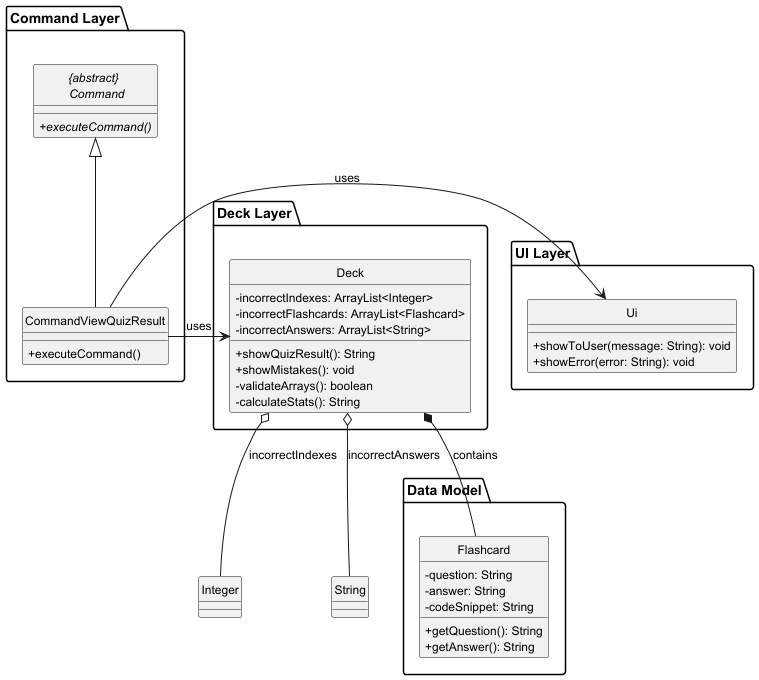 Command Layer
{abstract}
Command
+executeCommand()
uses
Deck Layer
UI Layer
Deck
-incorrectIndexes: ArrayList<Integer>
-incorrectFlashcards: ArrayList<Flashcard>
-incorrectAnswers: ArrayList<String>
+showQuizResult(): String
+showMistakes(): void
-validateArrays(): boolean
-calculateStats(): String
CommandViewQuizResult
+executeCommand()
uses
Ui
+showToUser(message: String): void
+showError(error: String): void
incorrectIndexes
incorrectAnswers
contains
Data Model
Integer
String
Flashcard
-question: String
-answer: String
-codeSnippet: String
+getQuestion(): String
+getAnswer(): String